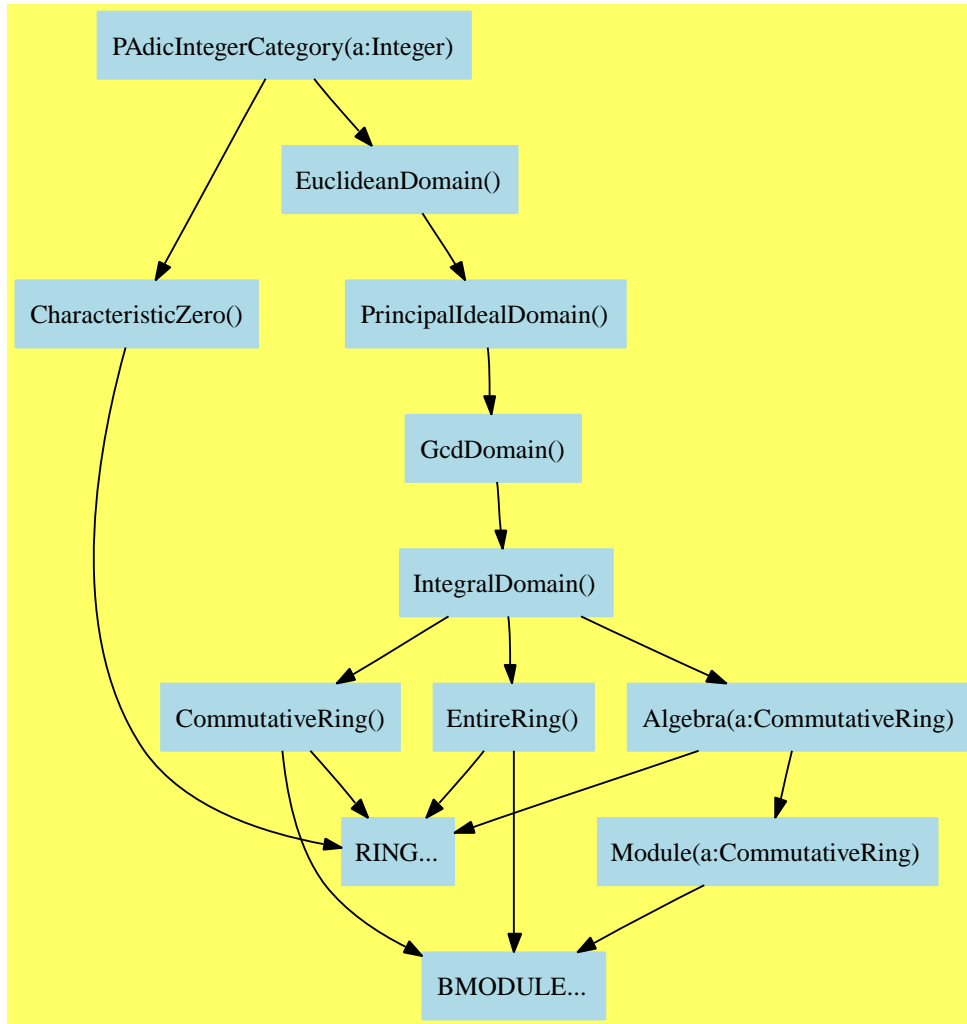 PAdicIntegerCategory(a:Integer)
EuclideanDomain()
CharacteristicZero()
PrincipalIdealDomain()
GcdDomain()
IntegralDomain()
CommutativeRing()
EntireRing()
Algebra(a:CommutativeRing)
RING...
Module(a:CommutativeRing)
BMODULE...